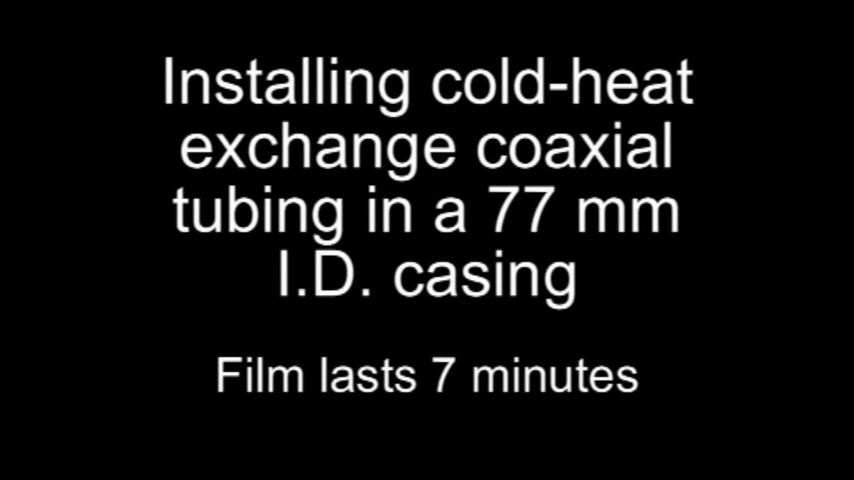 Installing cold-heat
exchange coaxial
tubing in a 77 mm
I.D. casing
Film lasts 7 minutes